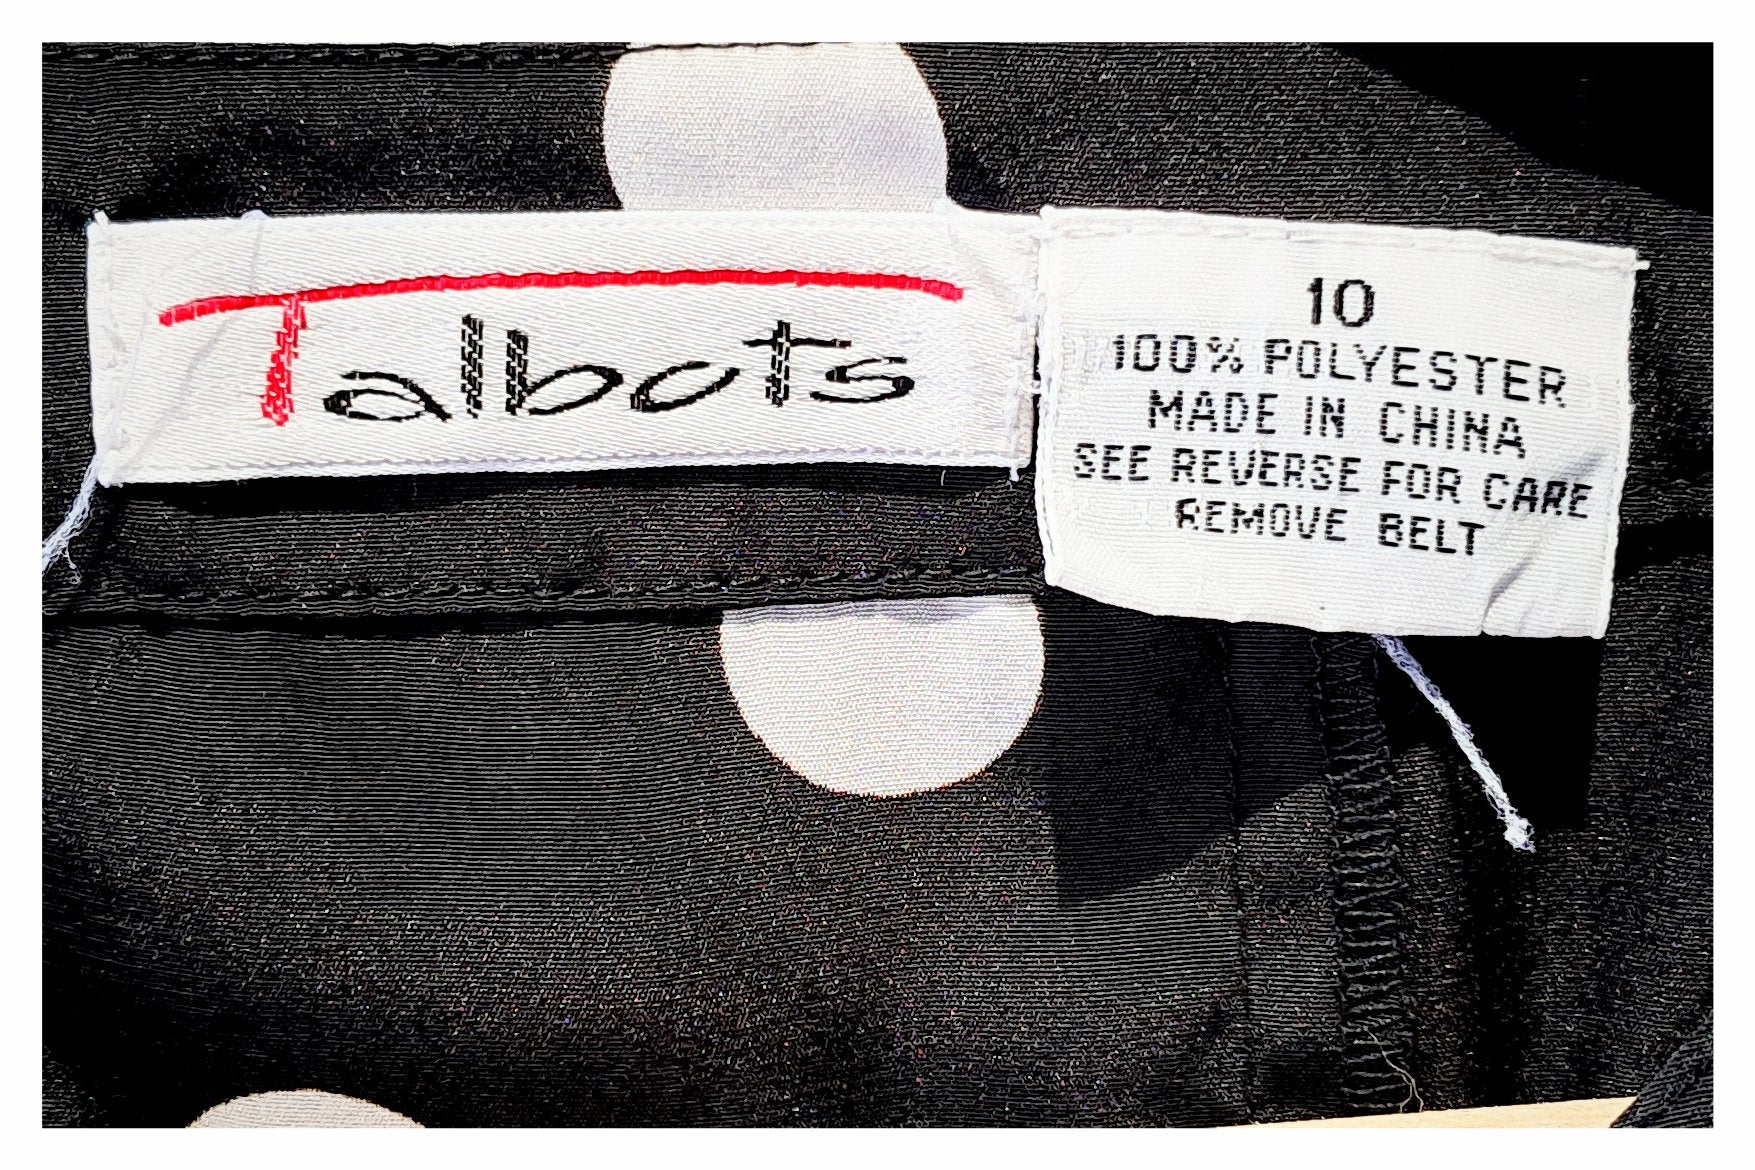 Talbots
10
100% POLYESTER
MADE IN CHINA
SEE REVERSE FOR CARE
REMOVE BELT